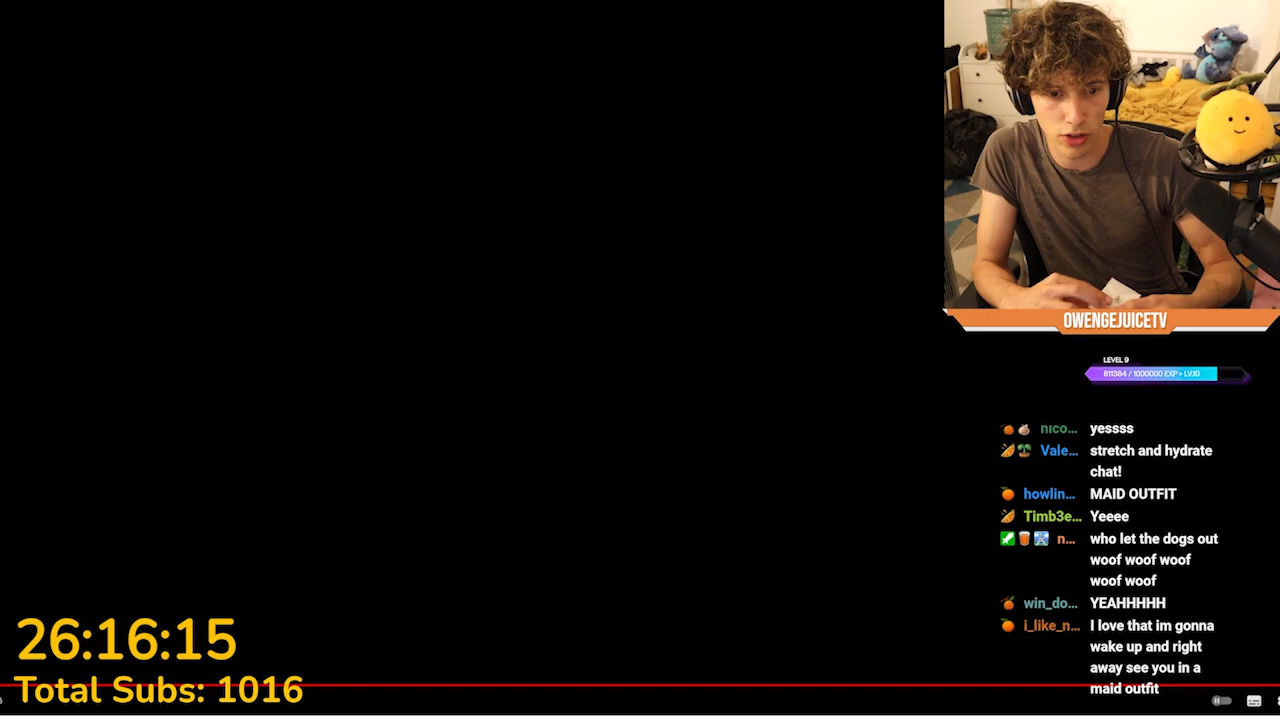 OWENGEJUICETV
LEVEL 9
811384 / 1000000 EXP > LV.10
nico... yessss
Vale... stretch and hydrate
chat!
howlin... MAID OUTFIT
Timb3e... Yeeee
n... who let the dogs out
woof woof woof
woof woof
win_do... YEAHHHHH
i_like_n... I love that im gonna
wake up and right
away see you in a
maid outfit
26:16:15
Total Subs: 1016